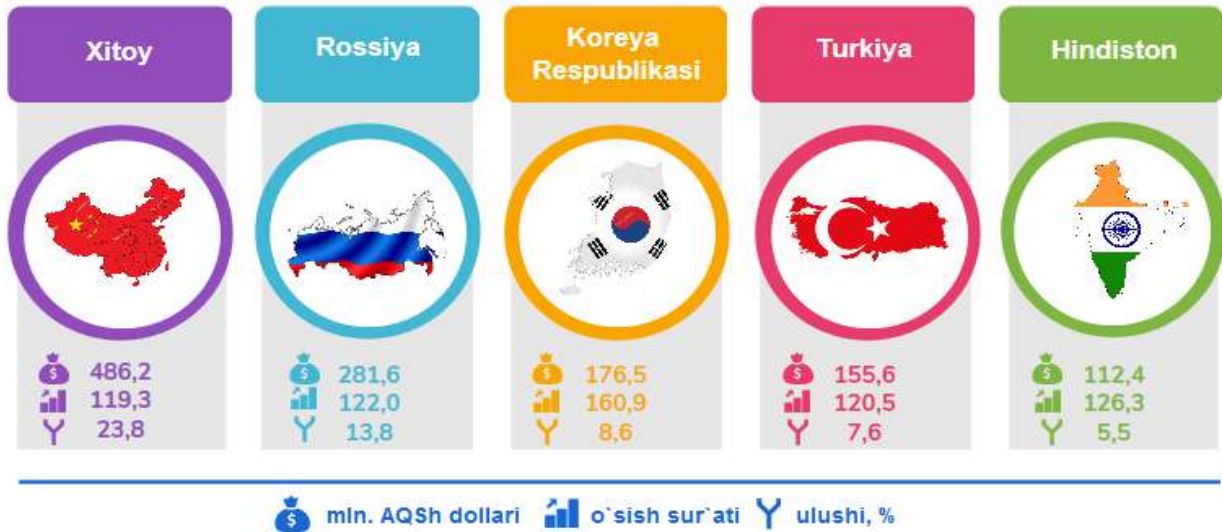 Xitoy
Rossiya
Koreya
Respublikasi
Turkiya
Hindiston
486,2
119,3
23,8
281,6
122,0
13,8
176,5
160,9
8,6
155,6
120,5
7,6
112,4
126,3
5,5
mln. AQSh dollari o`sish sur`ati ulushi, %